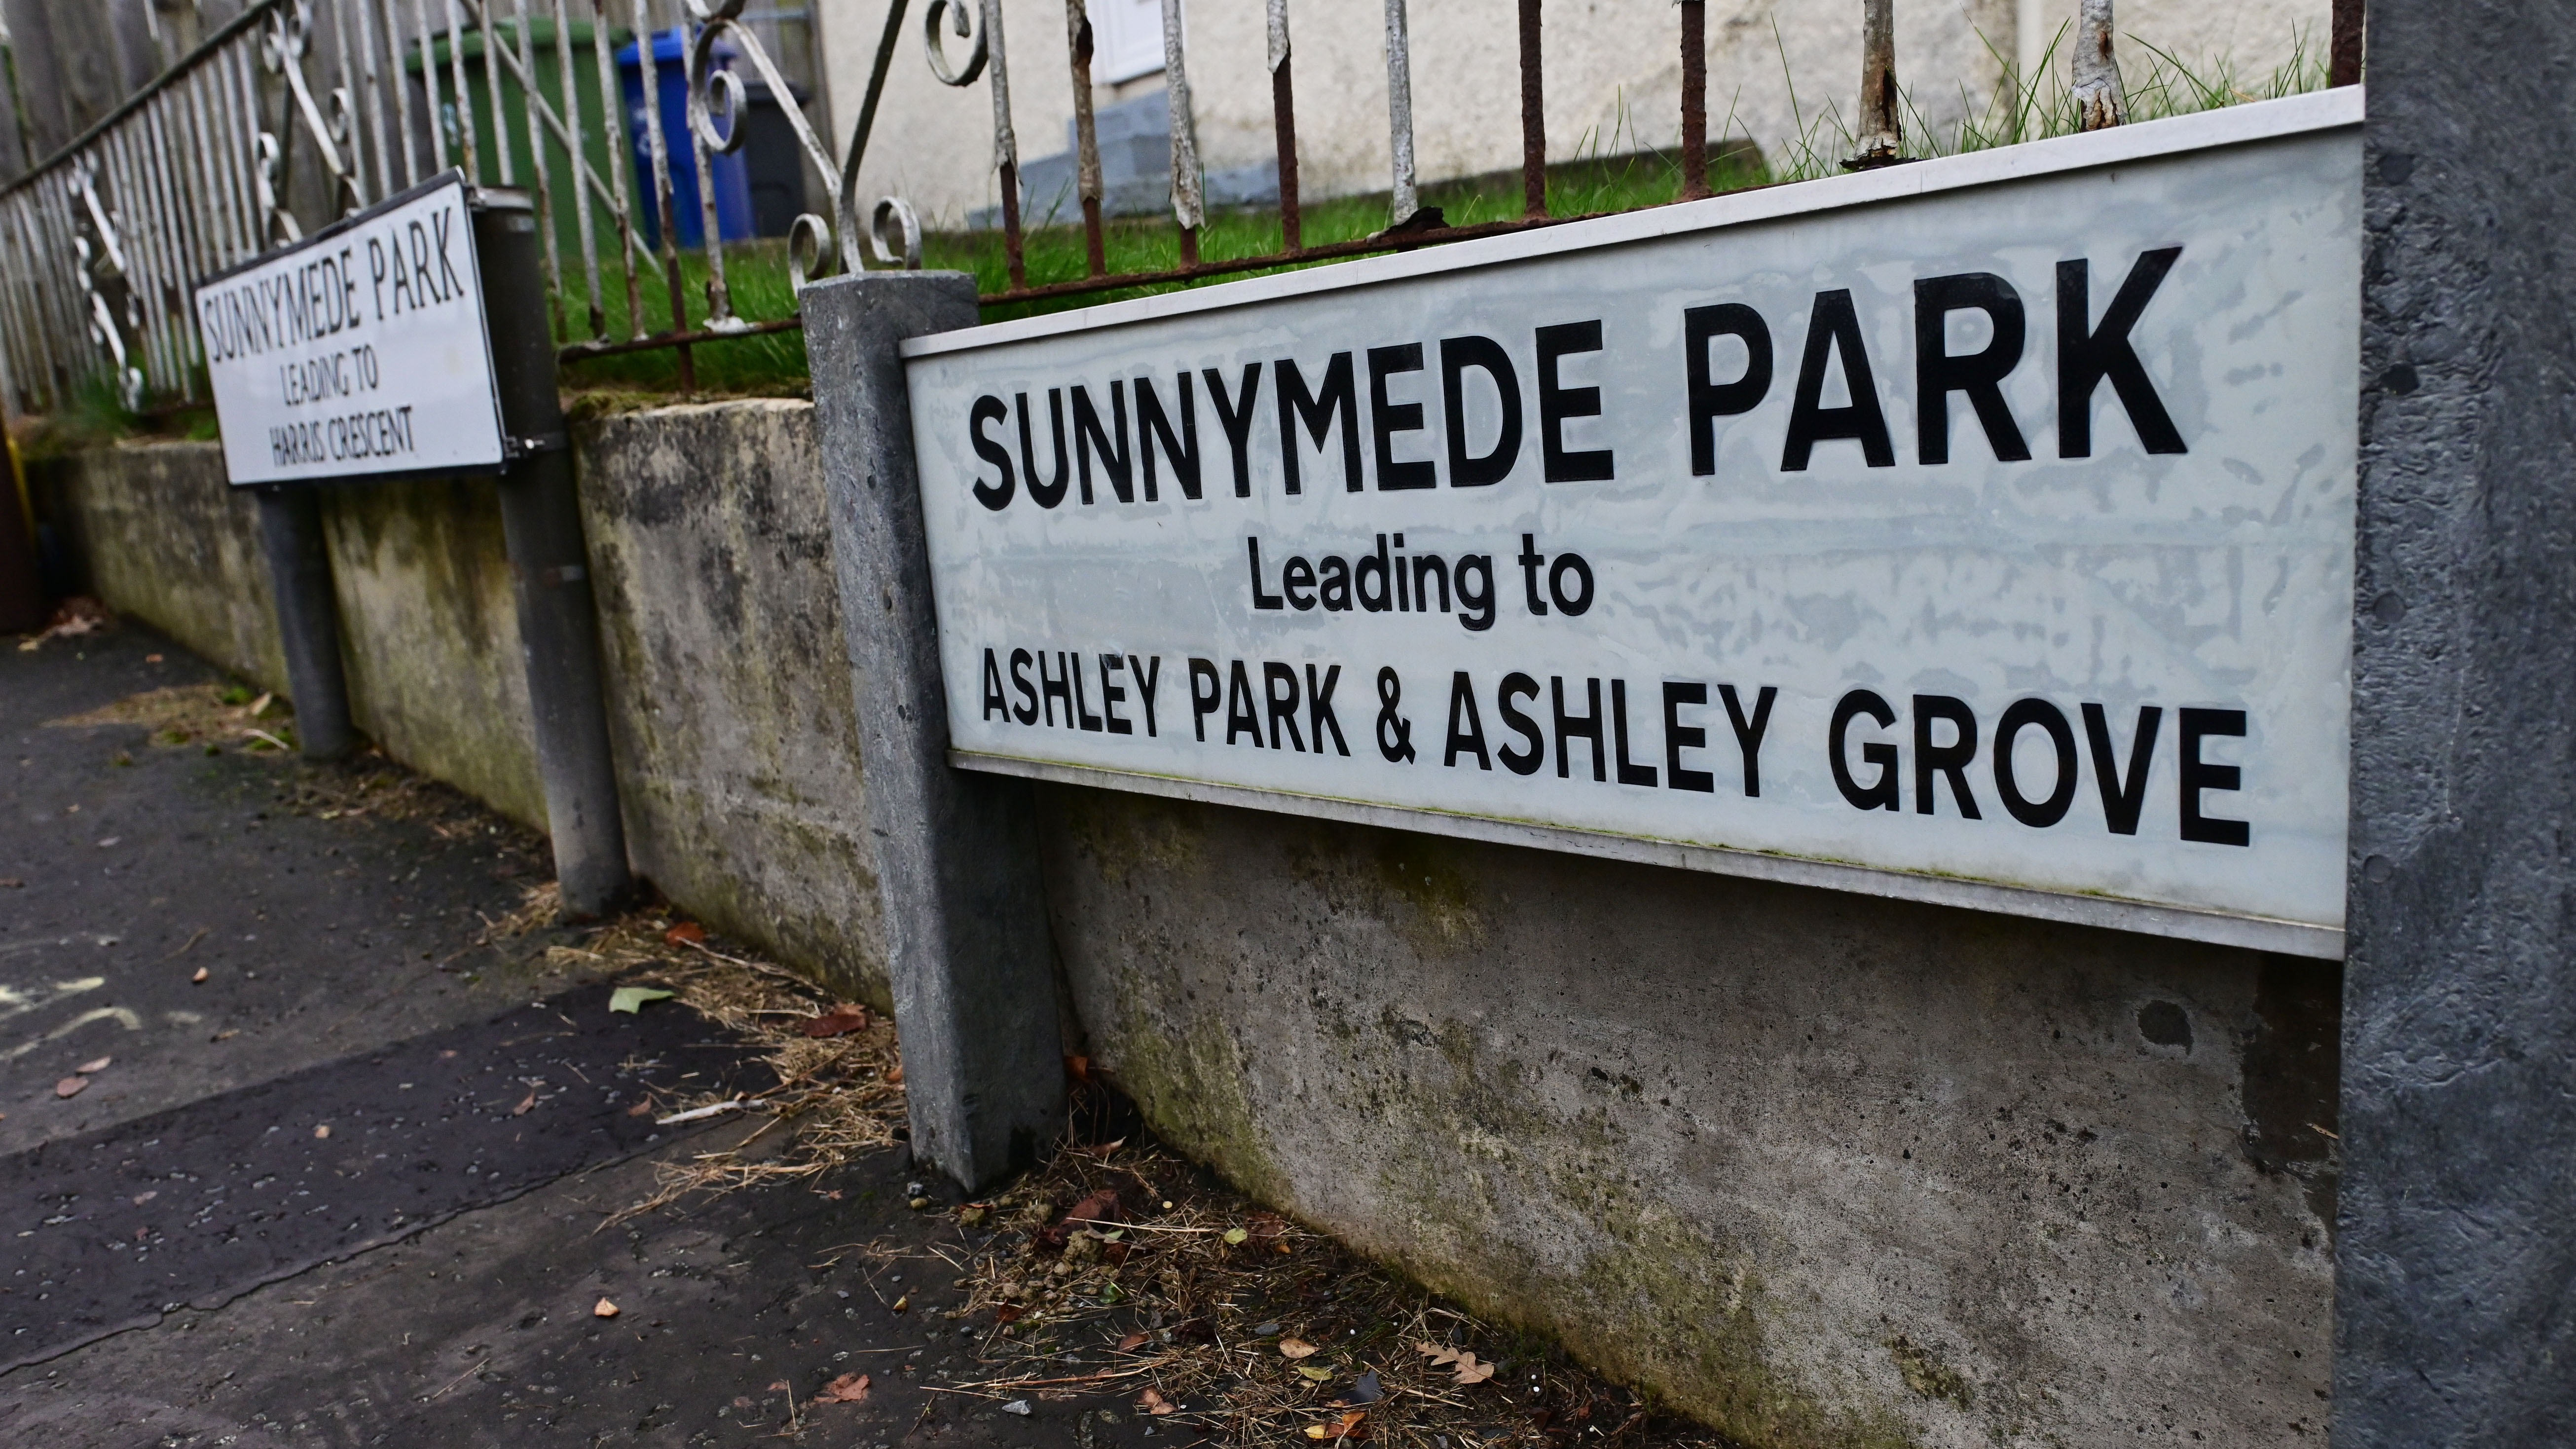 SUNNYMEDE PARK
LEADING TO
HARRIS CRESCENT
SUNNYMEDE PARK
Leading to
ASHLEY PARK & ASHLEY GROVE